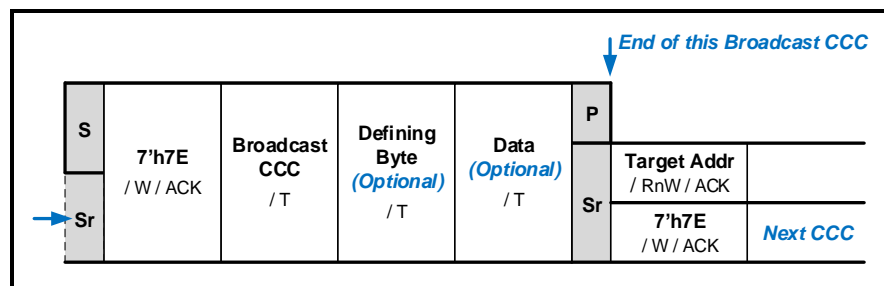 End of this Broadcast CCC
S
Sr
7'h7E
/ W / ACK
Broadcast
CCC
/ T
Defining
Byte
(Optional)
/ T
Data
(Optional)
/ T
P
Sr
Target Addr
/ RnW / ACK
7'h7E
/ W / ACK
Next CCC